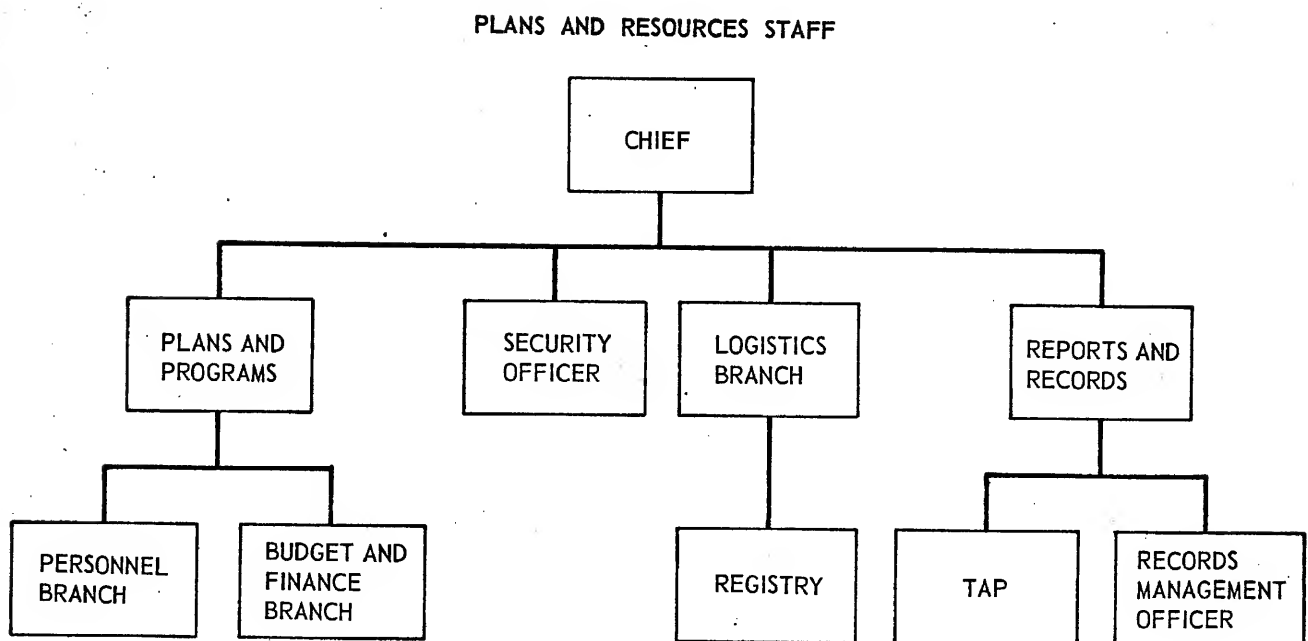 PLANS AND RESOURCES STAFF
CHIEF
PLANS AND
PROGRAMS
SECURITY
OFFICER
LOGISTICS
BRANCH
REPORTS AND
RECORDS
PERSONNEL
BRANCH
BUDGET AND
FINANCE
BRANCH
REGISTRY
TAP
RECORDS
MANAGEMENT
OFFICER